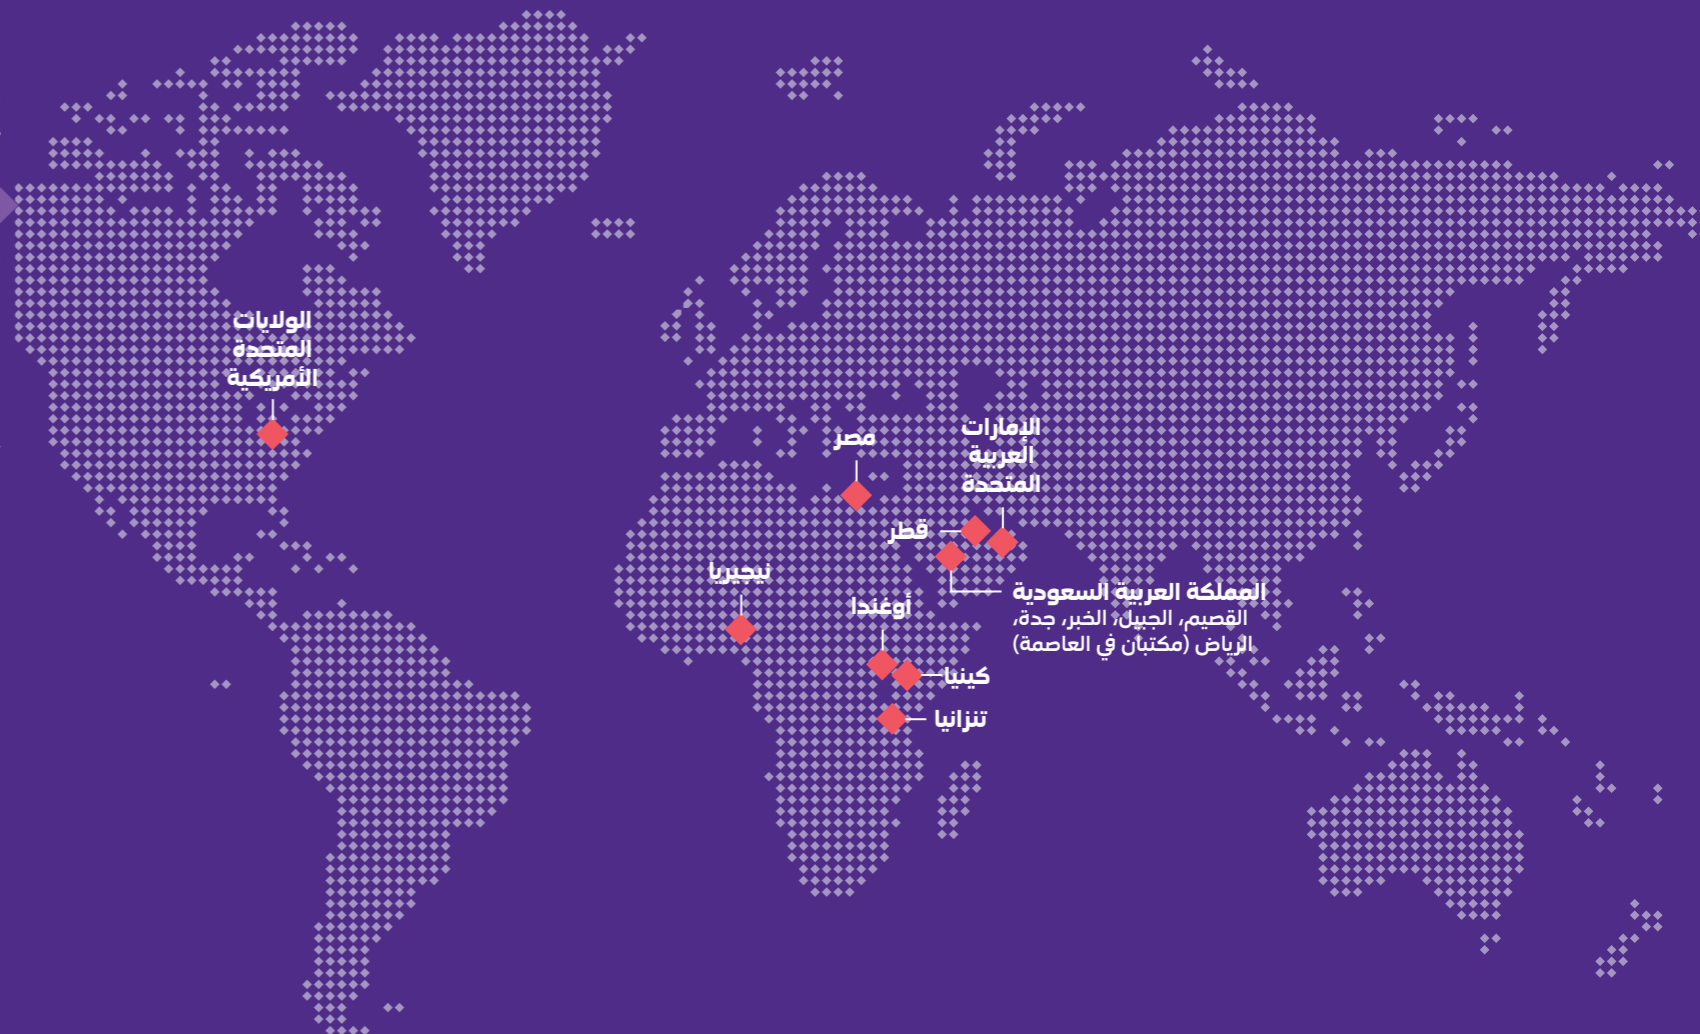 الولايات
المتحدة
الأمريكية
مصر
الإمارات
العربية
المتحدة
قطر
نيجيريا
أوغندا
المملكة العربية السعودية
القصيم، الجبيل، الخبر، جدة،
الرياض (مكتبان في العاصمة)
كينيا
تنزانيا